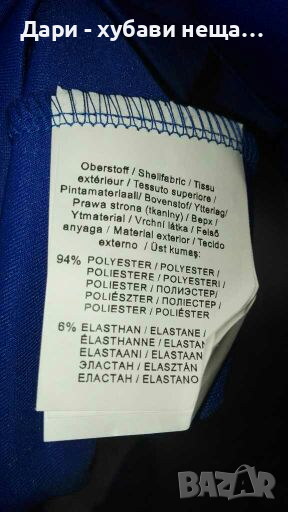 Дари - хубави неща...
Oberstoff / Shellfabric / Tissu
extérieur / Tessuto superiore /
Pintamateriaali/ Bovenstof/ Ytterlag/
Prawa strona (tkaniny) / Верх /
Ytmaterial / Vrchní látka / Felső
anyaga / Material exterior / Tecido
externo / Üst kumaş:
94% POLYESTER / POLYESTER /
POLIESTERE / POLYESTERI /
POLIESTER / ПОЛИЭСТЕР/
POLIÉSZTER / ПОЛІЕСТЕР /
POLIESTER / POLIÉSTER
6% ELASTHAN / ELASTANE /
ÉLASTHANNE / ELASTAN
ELASTAANI / ELASTAAN
ЭЛАСТАН / ELASZTÁN
ЕЛАСТАН / ELASTANO
BAZAR